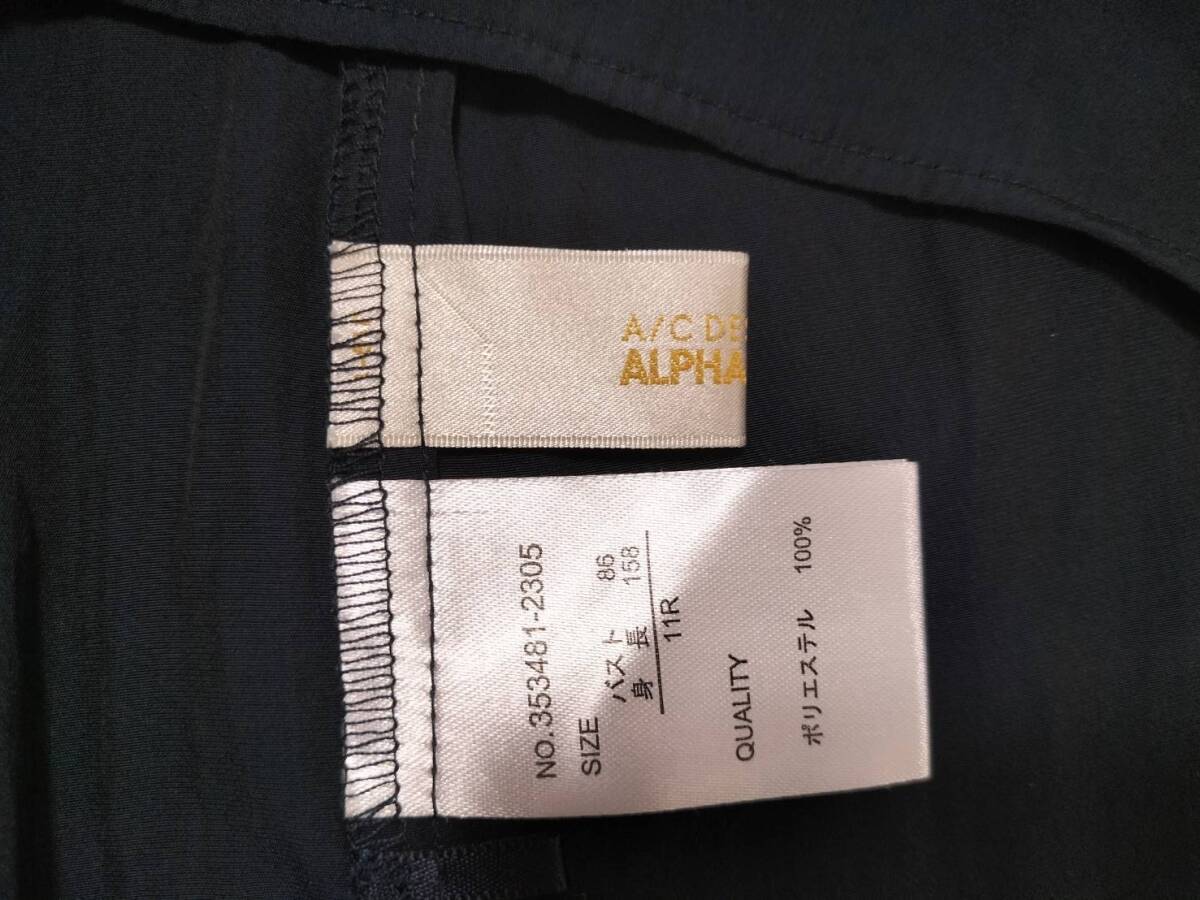 A/C DE
ALPHA
NO.353481-2305
SIZE
バスト 86
身長 158
11R
QUALITY
ポリエステル 100%